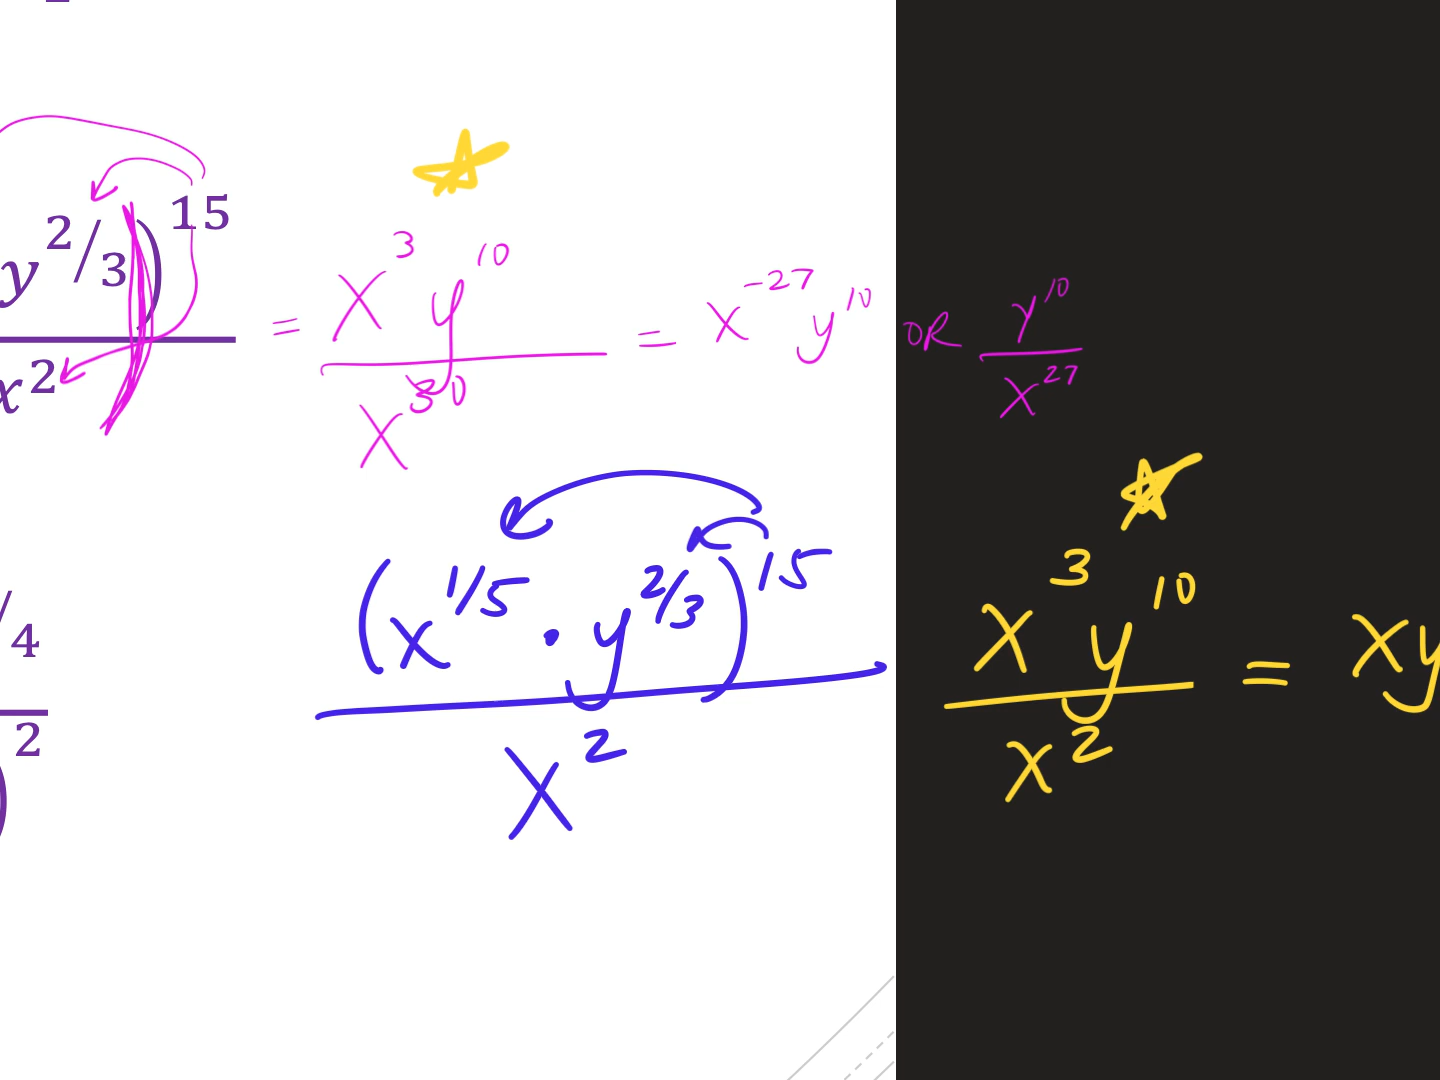 y^{2/3})^{15} / x^2 = x^3 y^{10} / x^{30} = x^{-27} y^{10} OR y^{10} / x^{27}
(x^{1/5} · y^{2/3})^{15} / x^2
x^3 y^{10} / x^2 = xy
/4
)^2